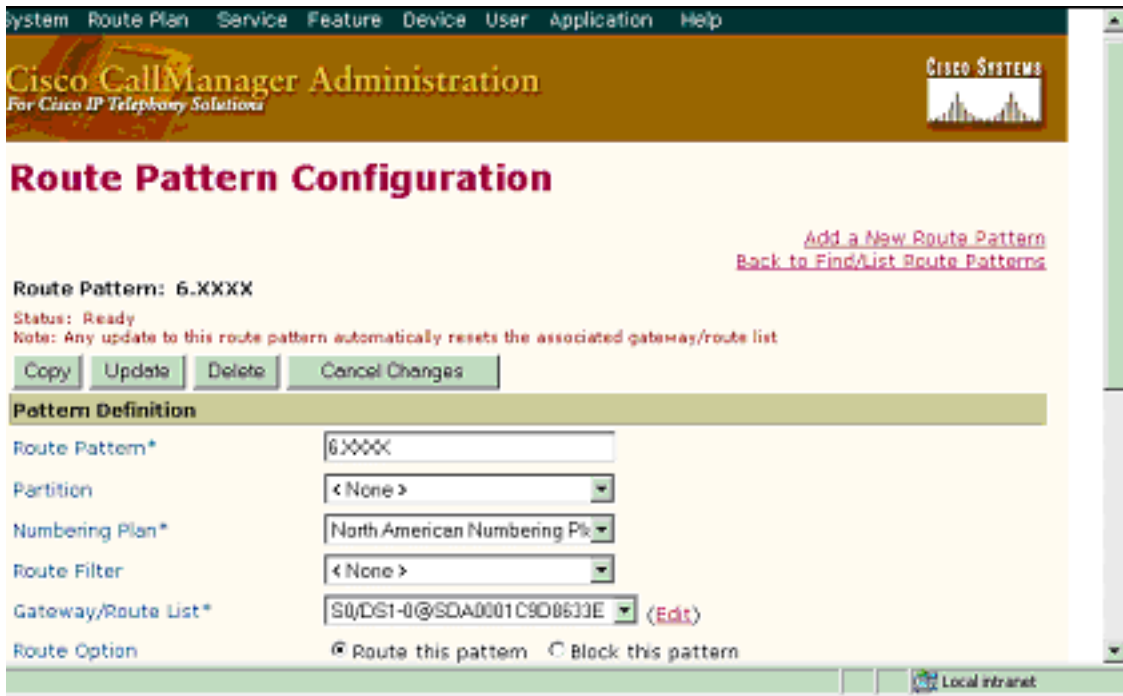 System Route Plan Service Feature Device User Application Help
Cisco CallManager Administration
For Cisco IP Telephony Solutions
CISCO SYSTEMS
Route Pattern Configuration
Add a New Route Pattern
Back to Find/List Route Patterns
Route Pattern: 6.XXXX
Status: Ready
Note: Any update to this route pattern automatically resets the associated gateway/route list
Copy Update Delete Cancel Changes
Pattern Definition
Route Pattern* 6.XXXX
Partition < None >
Numbering Plan* North American Numbering Pla
Route Filter < None >
Gateway/Route List* S0/DS1-0@SDA0001C9D8633E (Edit)
Route Option Route this pattern Block this pattern
Local intranet